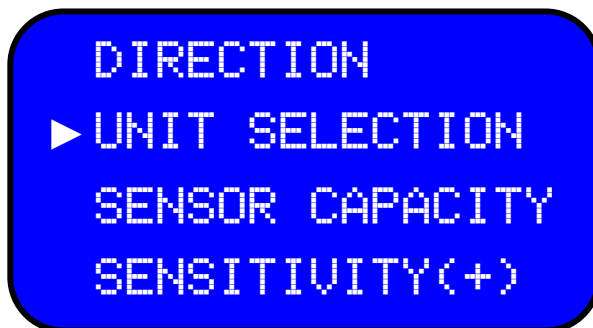 DIRECTION
►UNIT SELECTION
SENSOR CAPACITY
SENSITIVITY(+)